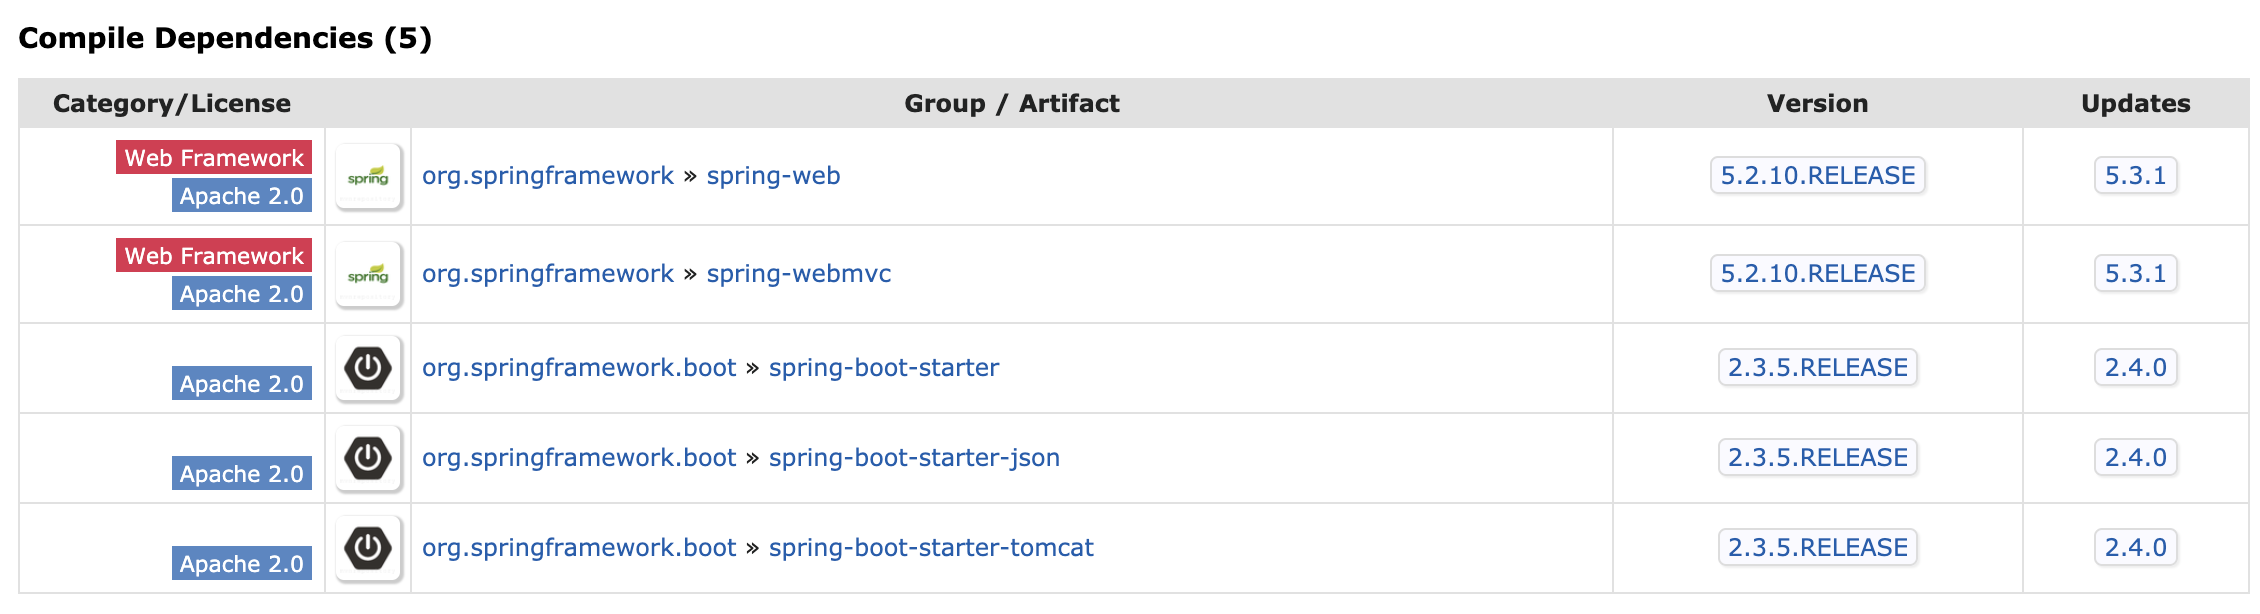 Compile Dependencies (5)
Category/License Group / Artifact Version Updates
Web Framework
Apache 2.0
spring
org.springframework » spring-web 5.2.10.RELEASE 5.3.1
Web Framework
Apache 2.0
spring
org.springframework » spring-webmvc 5.2.10.RELEASE 5.3.1
Apache 2.0 org.springframework.boot » spring-boot-starter 2.3.5.RELEASE 2.4.0
Apache 2.0 org.springframework.boot » spring-boot-starter-json 2.3.5.RELEASE 2.4.0
Apache 2.0 org.springframework.boot » spring-boot-starter-tomcat 2.3.5.RELEASE 2.4.0